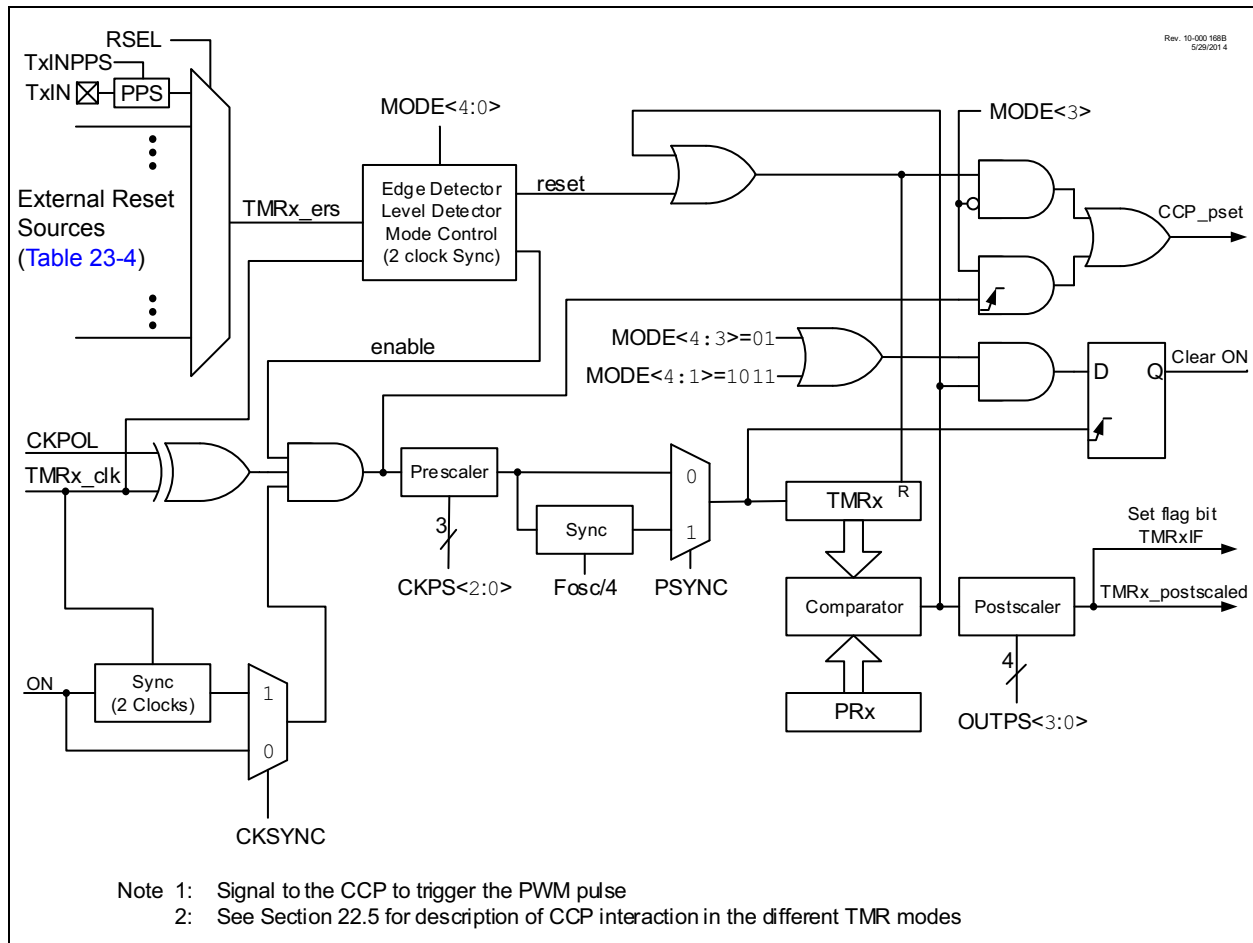 Rev. 10-000 168B
5/29/201 4
RSEL
TxINPPS
TxIN
PPS
MODE<4:0>
MODE<3>
External Reset
Sources
(Table 23-4)
TMRx_ers
Edge Detector
Level Detector
Mode Control
(2 clock Sync)
reset
CCP_pset
enable
MODE<4:3>=01
MODE<4:1>=1011
D
Q
Clear ON
CKPOL
TMRx_clk
Prescaler
3
CKPS<2:0>
Sync
Fosc/4
0
1
PSYNC
TMRx
R
Set flag bit
TMRxIF
Comparator
Postscaler
TMRx_postscaled
4
OUTPS<3:0>
PRx
ON
Sync
(2 Clocks)
1
0
CKSYNC
Note 1: Signal to the CCP to trigger the PWM pulse
2: See Section 22.5 for description of CCP interaction in the different TMR modes